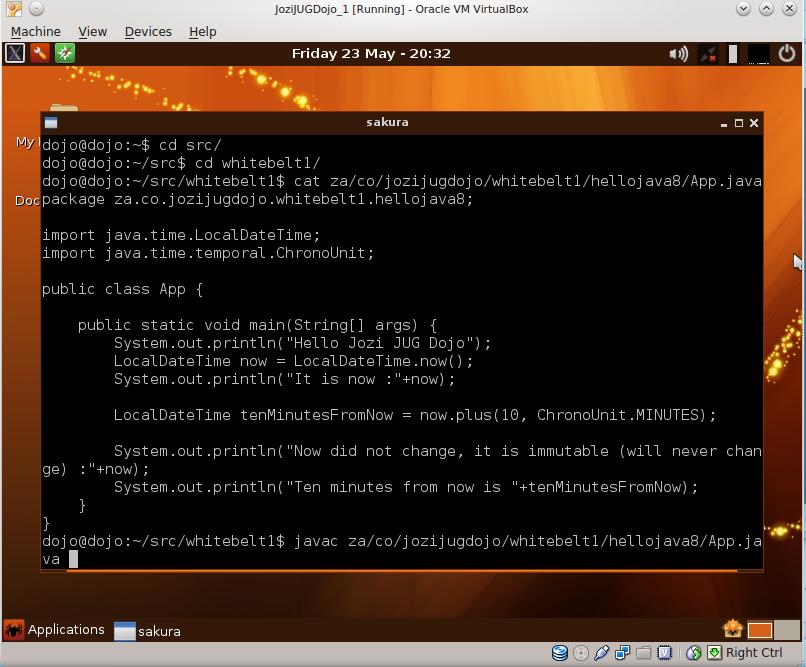 JoziJUGDojo_1 [Running] - Oracle VM VirtualBox
Machine View Devices Help
Friday 23 May - 20:32
sakura
My
Doc
dojo@dojo:~$ cd src/
dojo@dojo:~/src$ cd whitebelt1/
dojo@dojo:~/src/whitebelt1$ cat za/co/jozijugdojo/whitebelt1/hellojava8/App.java
package za.co.jozijugdojo.whitebelt1.hellojava8;
import java.time.LocalDateTime;
import java.time.temporal.ChronoUnit;
public class App {
public static void main(String[] args) {
System.out.println("Hello Jozi JUG Dojo");
LocalDateTime now = LocalDateTime.now();
System.out.println("It is now :"+now);
LocalDateTime tenMinutesFromNow = now.plus(10, ChronoUnit.MINUTES);
System.out.println("Now did not change, it is immutable (will never chan
ge) :"+now);
System.out.println("Ten minutes from now is "+tenMinutesFromNow);
}
}
dojo@dojo:~/src/whitebelt1$ javac za/co/jozijugdojo/whitebelt1/hellojava8/App.ja
va
Applications sakura
Right Ctrl